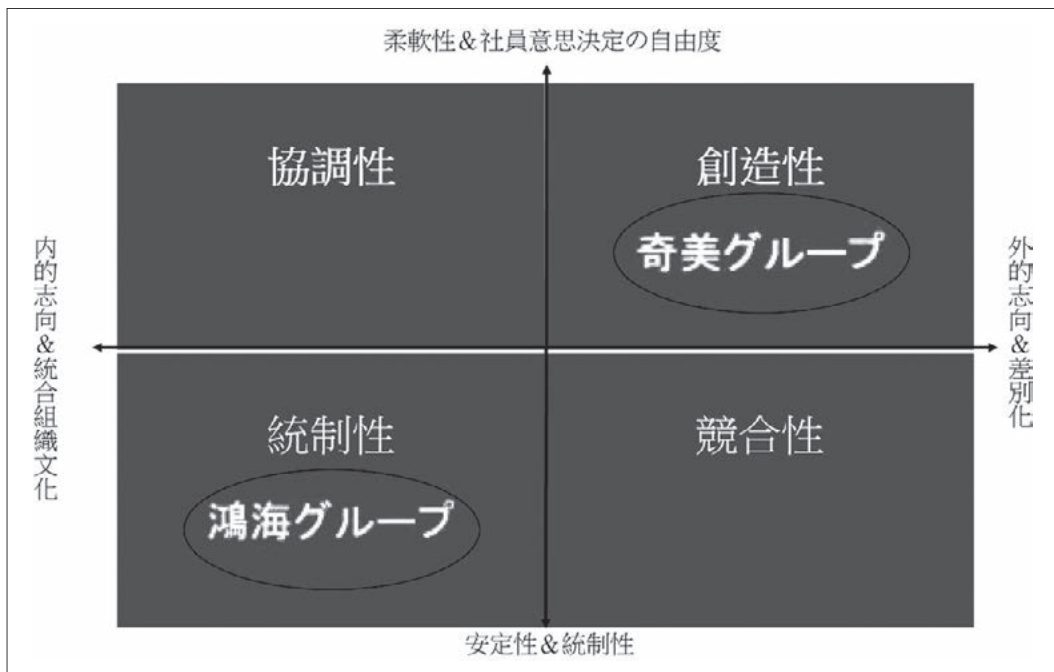 柔軟性＆社員意思決定の自由度
協調性
創造性
奇美グループ
内的志向＆統合組織文化
外的志向＆差別化
統制性
競合性
鴻海グループ
安定性＆統制性